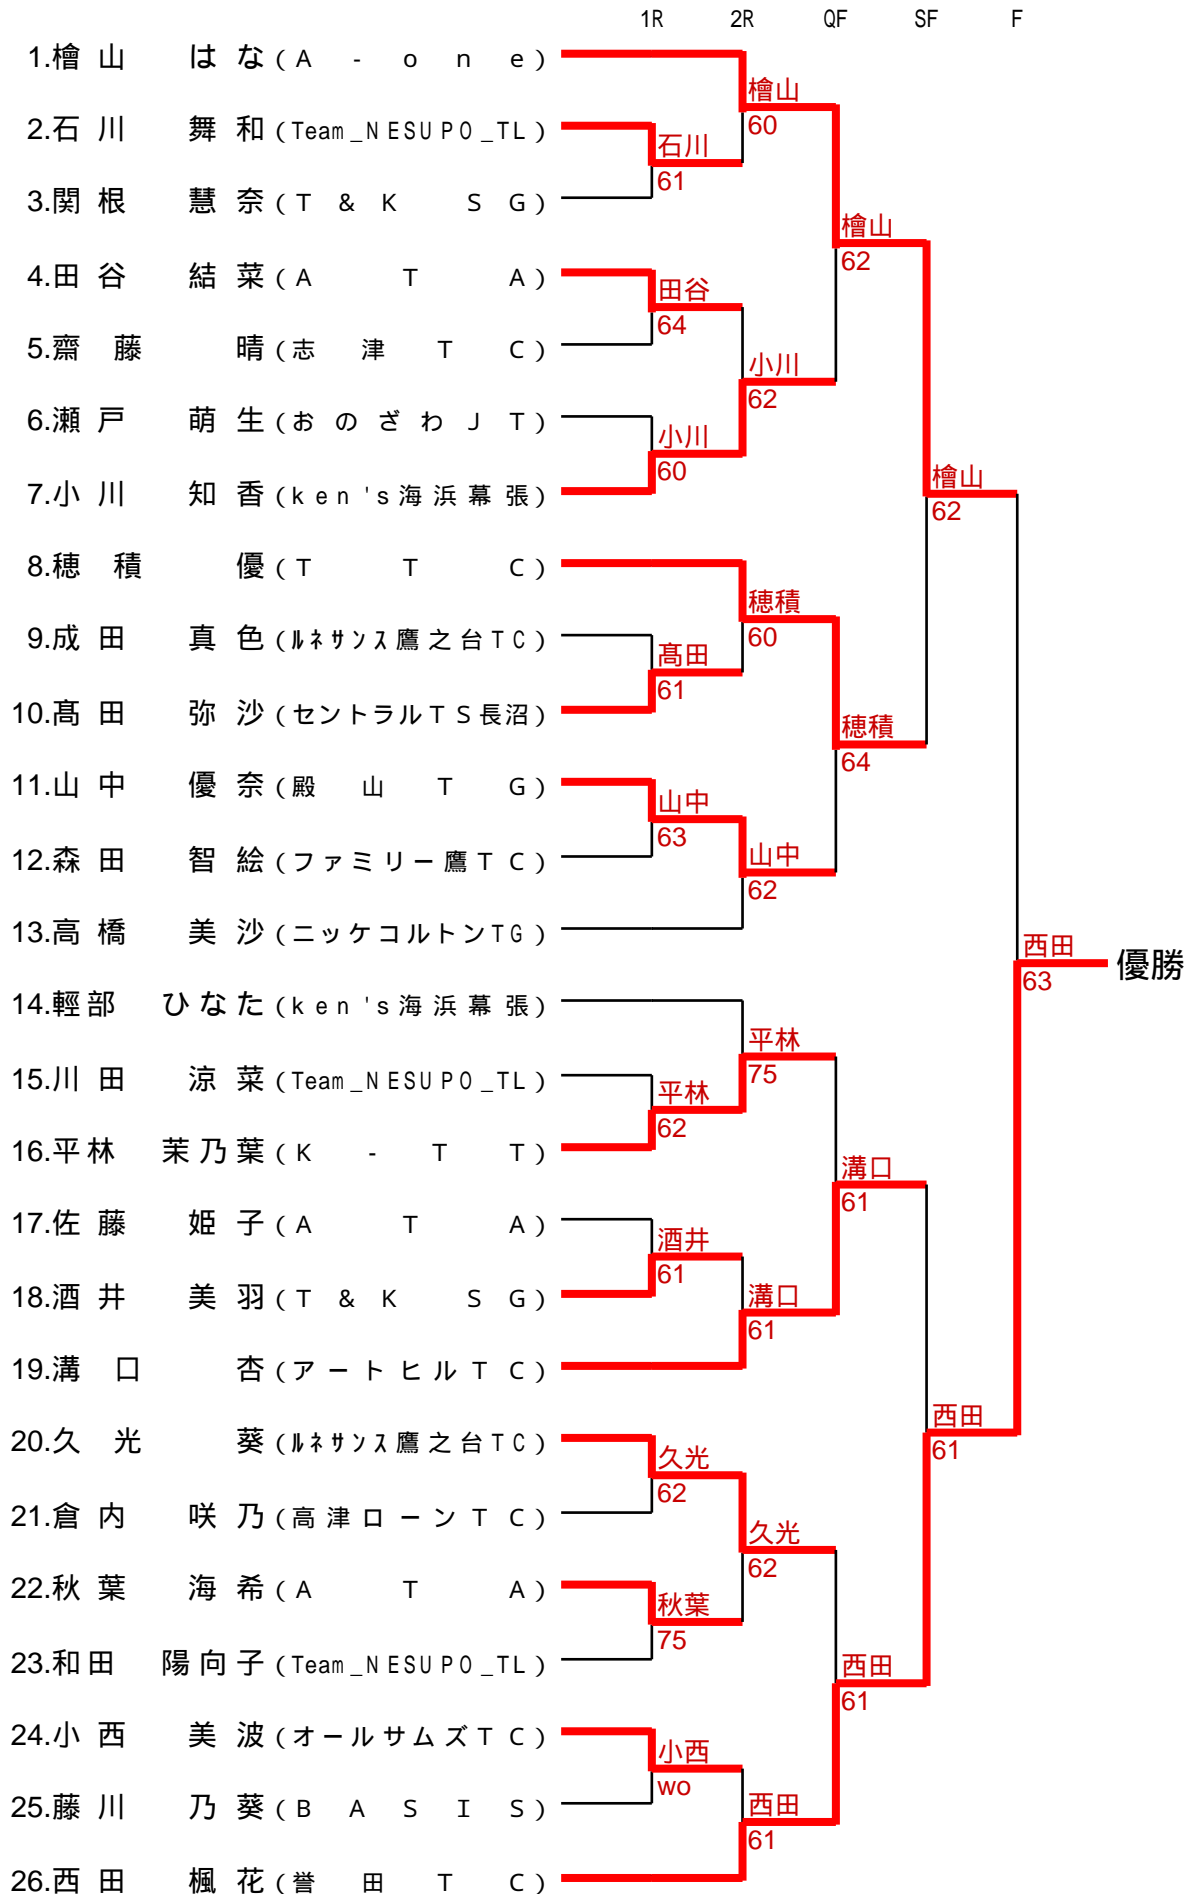 1R 2R QF SF F
1.檜山 はな(A-one)
檜山
60
2.石川 舞和(Team_NESUPO_TL)
石川
61
3.関根 慧奈(T&K SG)
檜山
62
4.田谷 結菜(ATA)
田谷
64
5.齋藤 晴(志津TC)
小川
62
6.瀬戸 萌生(おのざわJT)
小川
60
7.小川 知香(ken's海浜幕張)
檜山
62
8.穂積 優(TTC)
穂積
60
9.成田 真色(ルネサンス鷹之台TC)
髙田
61
10.髙田 弥沙(セントラルTS長沼)
穂積
64
11.山中 優奈(殿山TG)
山中
63
12.森田 智絵(ファミリー鷹TC)
山中
62
13.高橋 美沙(ニッケコルトンTG)
西田
63
優勝
14.輕部 ひなた(ken's海浜幕張)
平林
75
15.川田 涼菜(Team_NESUPO_TL)
平林
62
16.平林 茉乃葉(K-TT)
溝口
61
17.佐藤 姫子(ATA)
酒井
61
18.酒井 美羽(T&K SG)
溝口
61
19.溝口 杏(アートヒルTC)
西田
61
20.久光 葵(ルネサンス鷹之台TC)
久光
62
21.倉内 咲乃(高津ローンTC)
久光
62
22.秋葉 海希(ATA)
秋葉
75
23.和田 陽向子(Team_NESUPO_TL)
西田
61
24.小西 美波(オールサムズTC)
小西
wo
25.藤川 乃葵(BASIS)
西田
61
26.西田 楓花(誉田TC)